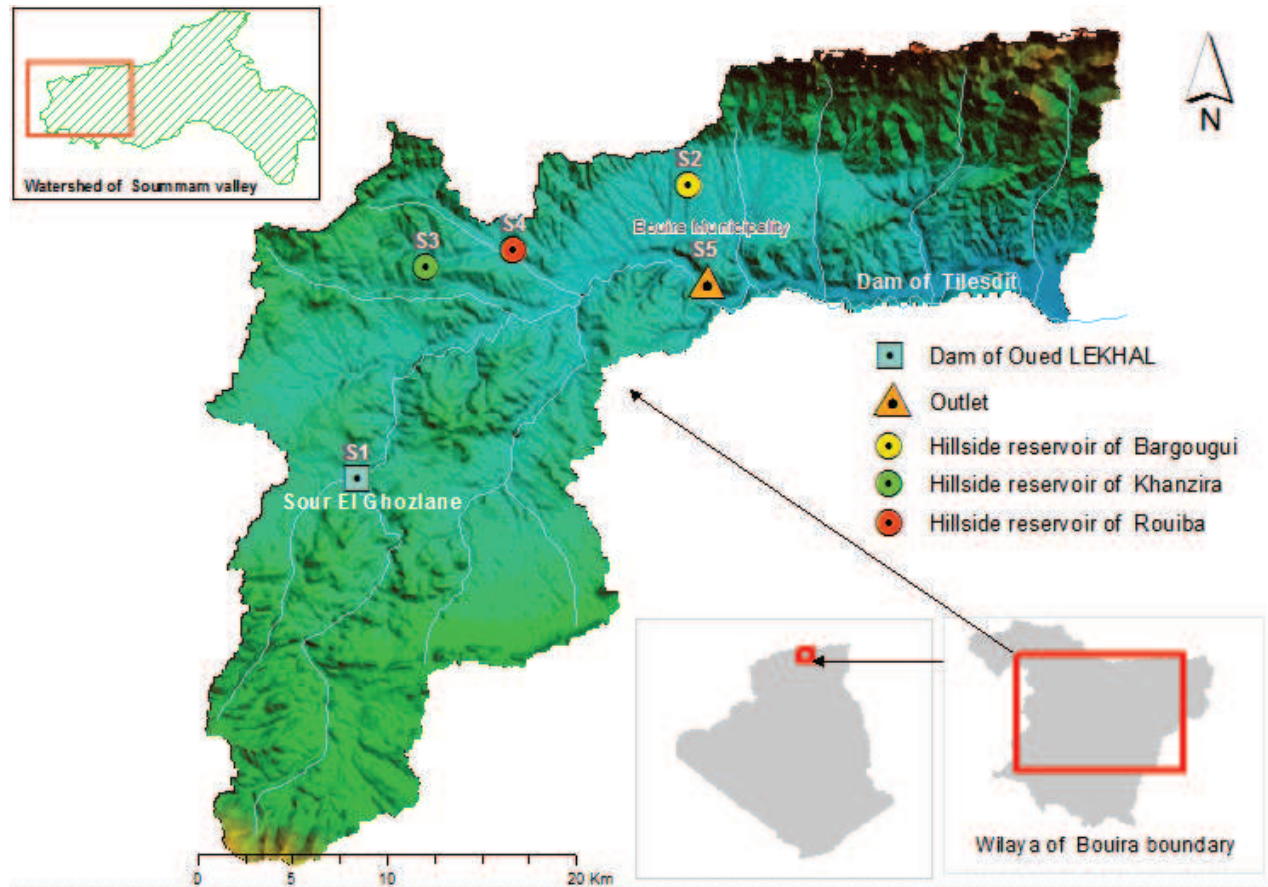 Watershed of Soummam valley
N
S2
Bouira Municipality
S4
S3
S5
Dam of Tilesdit
Dam of Oued LEKHAL
Outlet
Hillside reservoir of Bargougui
Hillside reservoir of Khanzira
Hillside reservoir of Rouiba
S1
Sour El Ghozlane
Wilaya of Bouira boundary
0 5 10 20 Km